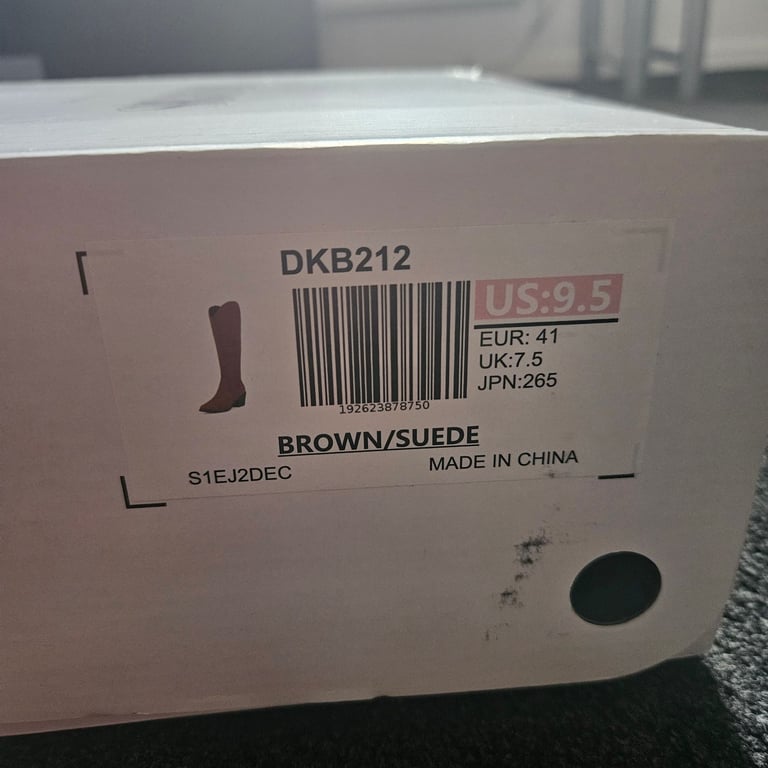 DKB212
US:9.5
EUR: 41
UK:7.5
JPN:265
192623878750
BROWN/SUEDE
S1EJ2DEC
MADE IN CHINA